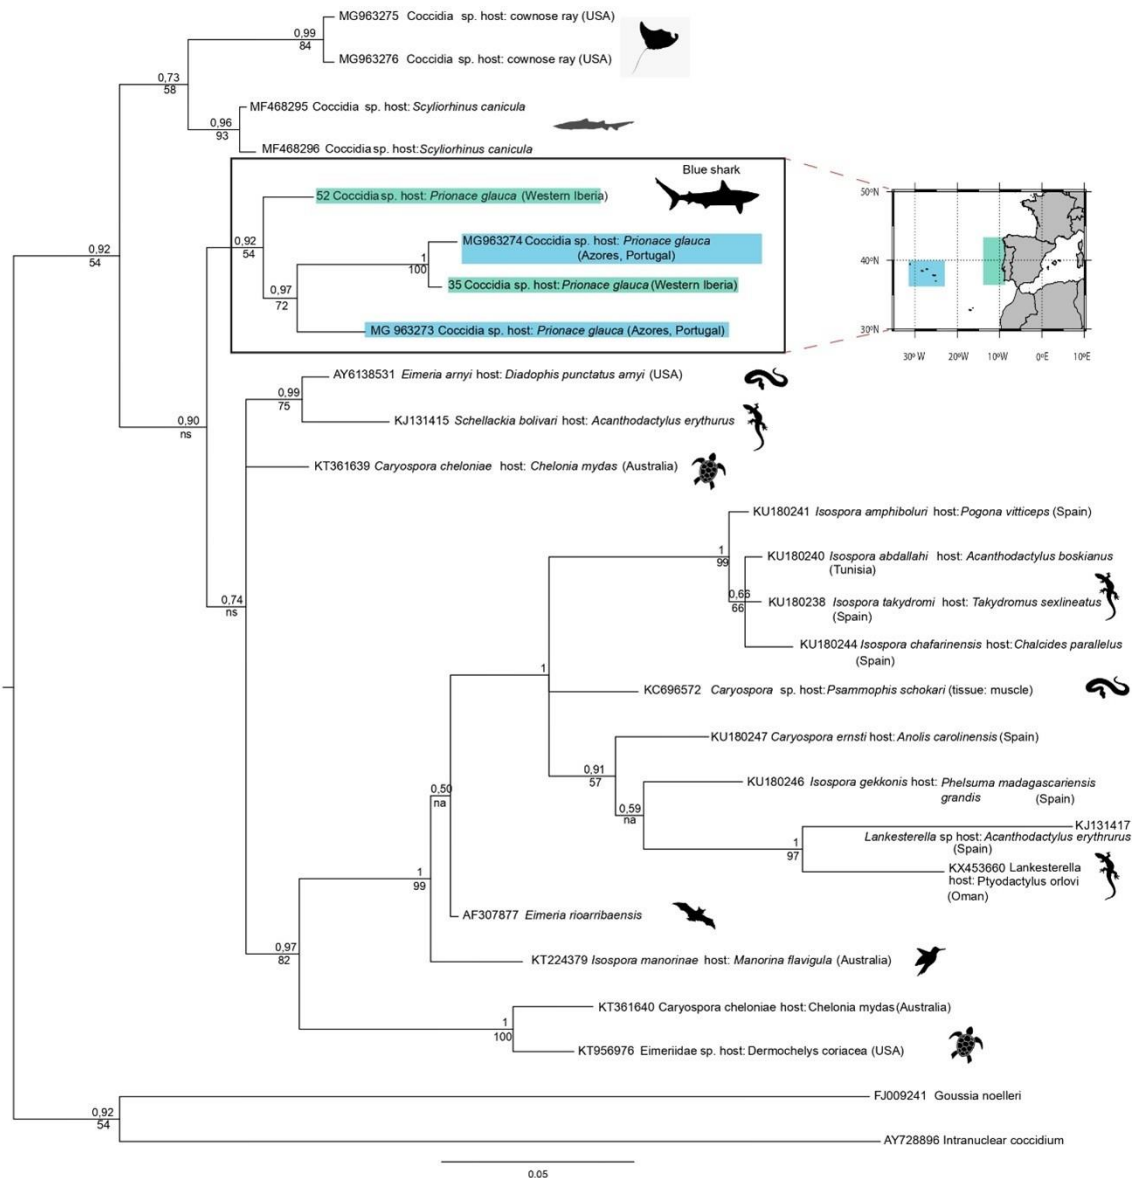 MG963275 Coccidia sp. host: cownose ray (USA)
0,99
84
MG963276 Coccidia sp. host: cownose ray (USA)
0,73
58
MF468295 Coccidia sp. host: Scyliorhinus canicula
0,96
93
MF468296 Coccidia sp. host: Scyliorhinus canicula
Blue shark
52 Coccidia sp. host: Prionace glauca (Western Iberia)
50°N
0,92
54
0,92
54
MG963274 Coccidia sp. host: Prionace glauca
(Azores, Portugal)
1
100
40°N
35 Coccidia sp. host: Prionace glauca (Western Iberia)
0,97
72
MG 963273 Coccidia sp. host: Prionace glauca (Azores, Portugal)
30°N
30° W 20°W 10°W 0°E 10°E
AY6138531 Eimeria arnyi host: Diadophis punctatus arnyi (USA)
0,99
75
KJ131415 Schellackia bolivari host: Acanthodactylus erythurus
0,90
ns
KT361639 Caryospora cheloniae host: Chelonia mydas (Australia)
KU180241 Isospora amphiboluri host: Pogona vitticeps (Spain)
1
99
KU180240 Isospora abdallahi host: Acanthodactylus boskianus
(Tunisia)
0,66
66
KU180238 Isospora takydromi host: Takydromus sexlineatus
(Spain)
0,74
ns
KU180244 Isospora chafarinensis host: Chalcides parallelus
(Spain)
1
KC696572 Caryospora sp. host: Psammophis schokari (tissue: muscle)
KU180247 Caryospora ernsti host: Anolis carolinensis (Spain)
0,91
57
KU180246 Isospora gekkonis host: Phelsuma madagascariensis
grandis (Spain)
0,50
na
0,59
na
KJ131417
Lankesterella sp host: Acanthodactylus erythrurus
(Spain)
1
97
KX453660 Lankesterella
host: Ptyodactylus orlovi
(Oman)
1
99
AF307877 Eimeria rioarribaensis
0,97
82
KT224379 Isospora manorinae host: Manorina flavigula (Australia)
KT361640 Caryospora cheloniae host: Chelonia mydas (Australia)
1
100
KT956976 Eimeriidae sp. host: Dermochelys coriacea (USA)
FJ009241 Goussia noelleri
0,92
54
AY728896 Intranuclear coccidium
0.05